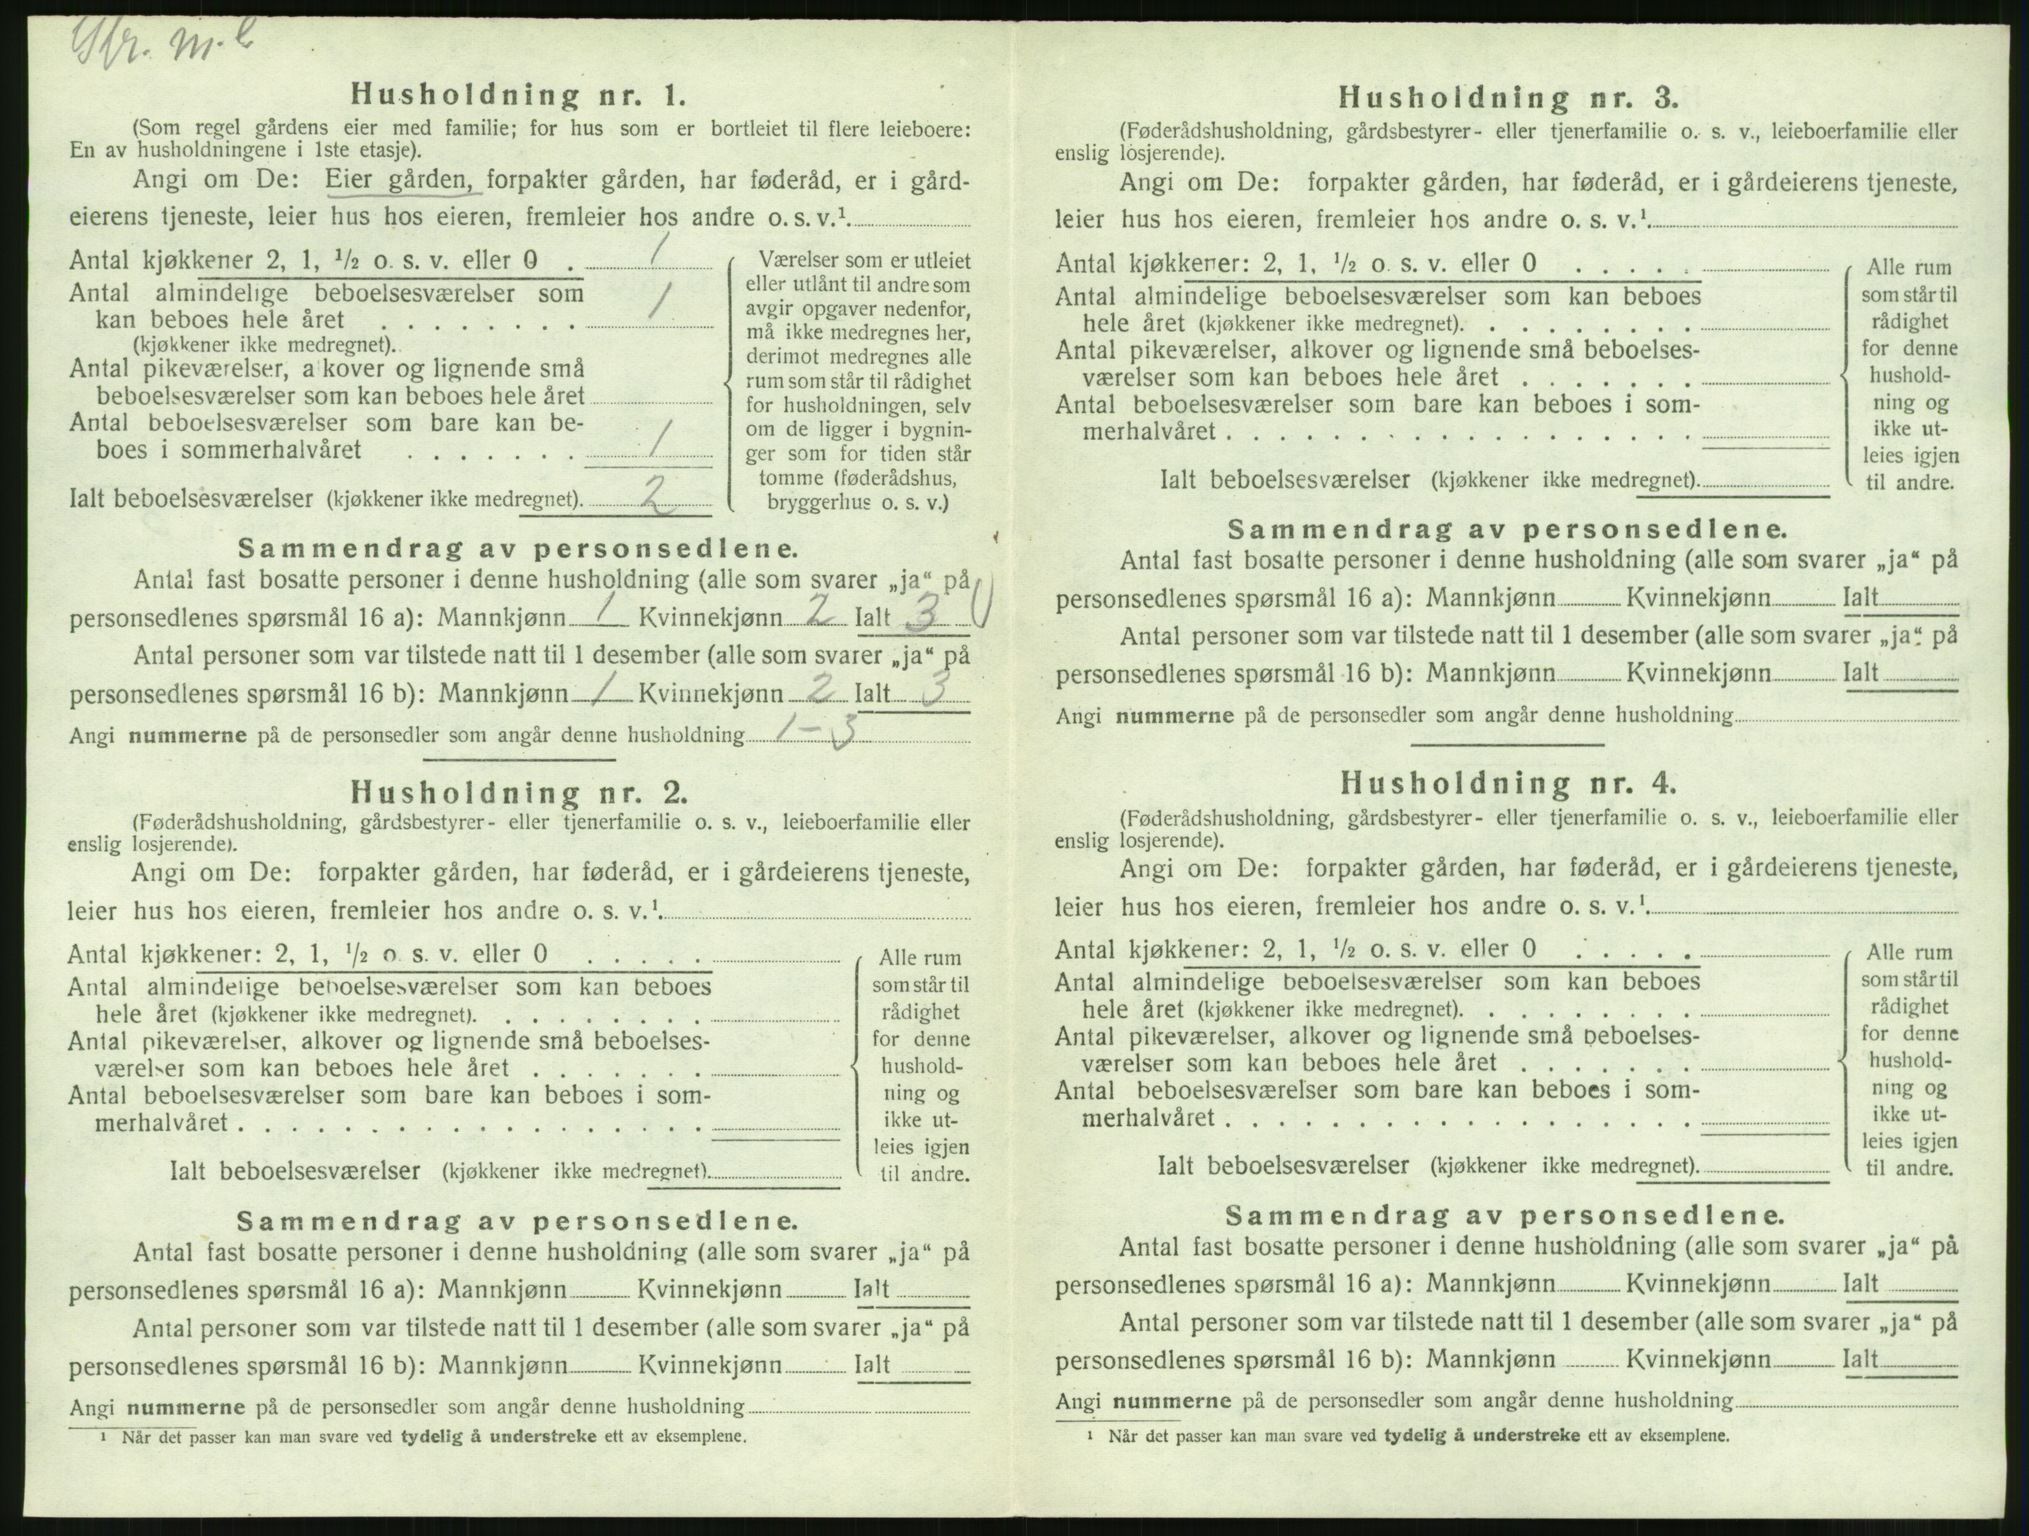 Husholdning nr. 1.
(Som regel gårdens eier med familie; for hus som er bortleiet til flere leieboere:
En av husholdningene i 1ste etasje).
Angi om De: Eier gården, forpakter gården, har føderåd, er i gård-
eierens tjeneste, leier hus hos eieren, fremleier hos andre o. s. v.¹
Antal kjøkkener 2, 1, ½ o. s. v. eller 0 . 1
Antal almindelige beboelsesværelser som
kan beboes hele året . . . . . . . . 1
(kjøkkener ikke medregnet).
Antal pikeværelser, a kover og lignende små
beboelsesværelser som kan beboes hele året
Antal beboelsesværelser som bare kan be-
boes i sommerhalvåret . . . . . . . 1
Ialt beboelsesværelser (kjøkkener ikke medregnet). 2
Værelser som er utleiet
eller utlånt til andre som
avgir opgaver nedenfor,
må ikke medregnes her,
derimot medregnes alle
rum som står til rådighet
for husholdningen, selv
om de ligger i bygnin-
ger som for tiden står
tomme (føderådshus,
bryggerhus o. s. v.)
Sammendrag av personsedlene.
Antal fast bosatte personer i denne husholdning (alle som svarer „ja“ på
personsedlenes spørsmål 16 a): Mannkjønn 1 Kvinnekjønn 2 Ialt 3
Antal personer som var tilstede natt til 1 desember (alle som svarer „ja“ på
personsedlenes spørsmål 16 b): Mannkjønn 1 Kvinnekjønn 2 Ialt 3
Angi nummerne på de personsedler som angår denne husholdning 1-3
Husholdning nr. 2.
(Føderådshusholdning, gårdsbestyrer- eller tjenerfamilie o. s. v., leieboerfamilie eller
enslig losjerende).
Angi om De: forpakter gården, har føderåd, er i gårdeierens tjeneste,
leier hus hos eieren, fremleier hos andre o. s. v.¹.
Antal kjøkkener: 2, 1, ½ o. s. v. eller 0 . . . . .
Antal almindelige beboelsesværelser som kan beboes
hele året (kjøkkener ikke medregnet). . . . . . . . .
Antal pikeværelser, alkover og lignende små beboelses-
værelser som kan beboes hele året . . . . . . .
Antal beboelsesværelser som bare kan beboes i som-
merhalvåret . . . . . . . . . . . . . . . . . .
Ialt beboelsesværelser (kjøkkener ikke medregnet).
Alle rum
som står til
rådighet
for denne
hushold-
ning og
ikke ut-
leies igjen
til andre.
Sammendrag av personsedlene.
Antal fast bosatte personer i denne husholdning (alle som svarer „ja“ på
personsedlenes spørsmål 16 a): Mannkjønn Kvinnekjønn Ialt
Antal personer som var tilstede natt til 1 desember (alle som svarer „ja“ på
personsedlenes spørsmål 16 b): Mannkjønn Kvinnekjønn Ialt
Angi nummerne på de personsedler som angår denne husholdning
¹ Når det passer kan man svare ved tydelig å understreke ett av eksemplene.
Husholdning nr. 3.
(Føderådshusholdning, gårdsbestyrer- eller tjenerfamilie o. s. v., leieboerfamilie eller
enslig losjerende).
Angi om De: forpakter gården, har føderåd, er i gårdeierens tjeneste,
leier hus hos eieren, fremleier hos andre o. s. v.¹.
Antal kjøkkener: 2, 1, ½ o. s. v. eller 0 . . . . .
Antal almindelige beboelsesværelser som kan beboes
hele året (kjøkkener ikke medregnet). . . . . . . . .
Antal pikeværelser, alkover og lignende små beboelses-
værelser som kan beboes hele året . . . . . . .
Antal beboelsesværelser som bare kan beboes i som-
merhalvåret . . . . . . . . . . . . . . . . . .
Ialt beboelsesværelser (kjøkkener ikke medregnet).
Alle rum
som står til
rådighet
for denne
hushold-
ning og
ikke ut-
leies igjen
til andre.
Sammendrag av personsedlene.
Antal fast bosatte personer i denne husholdning (alle som svarer „ja“ på
personsedlenes spørsmål 16 a): Mannkjønn Kvinnekjønn Ialt
Antal personer som var tilstede natt til 1 desember (alle som svarer „ja“ på
personsedlenes spørsmål 16 b): Mannkjønn Kvinnekjønn Ialt
Angi nummerne på de personsedler som angår denne husholdning
Husholdning nr. 4.
(Føderådshusholdning, gårdsbestyrer- eller tjenerfamilie o. s. v., leieboerfamilie eller
enslig losjerende).
Angi om De: forpakter gården, har føderåd, er i gårdeierens tjeneste,
leier hus hos eieren, fremleier hos andre o. s. v.¹.
Antal kjøkkener: 2, 1, ½ o. s. v. eller 0 . . . . .
Antal almindelige beboelsesværelser som kan beboes
hele året (kjøkkener ikke medregnet). . . . . . . . .
Antal pikeværelser, alkover og lignende små beboelses-
værelser som kan beboes hele året . . . . . . .
Antal beboelsesværelser som bare kan beboes i som-
merhalvåret . . . . . . . . . . . . . . . . . .
Ialt beboelsesværelser (kjøkkener ikke medregnet).
Alle rum
som står til
rådighet
for denne
hushold-
ning og
ikke ut-
leies igjen
til andre.
Sammendrag av personsedlene.
Antal fast bosatte personer i denne husholdning (alle som svarer „ja“ på
personsedlenes spørsmål 16 a): Mannkjønn Kvinnekjønn Ialt
Antal personer som var tilstede natt til 1 desember (alle som svarer „ja“ på
personsedlenes spørsmål 16 b): Mannkjønn Kvinnekjønn Ialt
Angi nummerne på de personsedler som angår denne husholdning
¹ Når det passer kan man svare ved tydelig å understreke ett av eksemplene.